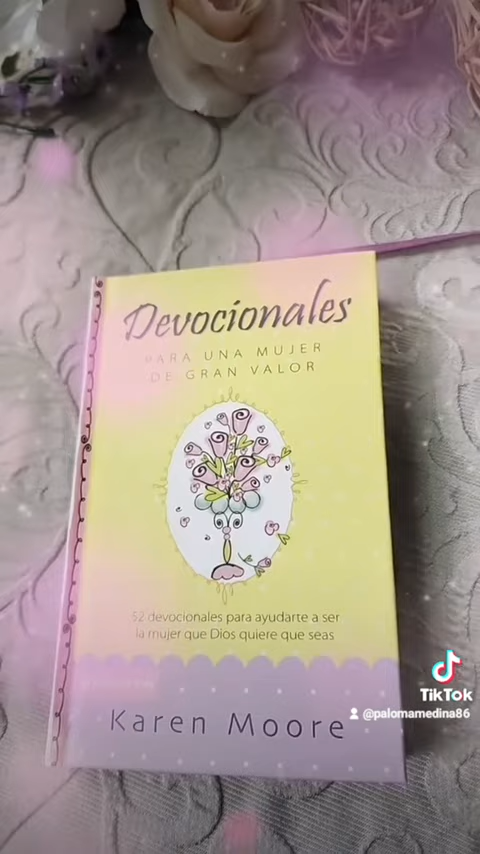 Devocionales
PARA UNA MUJER
DE GRAN VALOR
52 devocionales para ayudarte a ser
la mujer que Dios quiere que seas
Karen Moore
TikTok
@palomamedina86